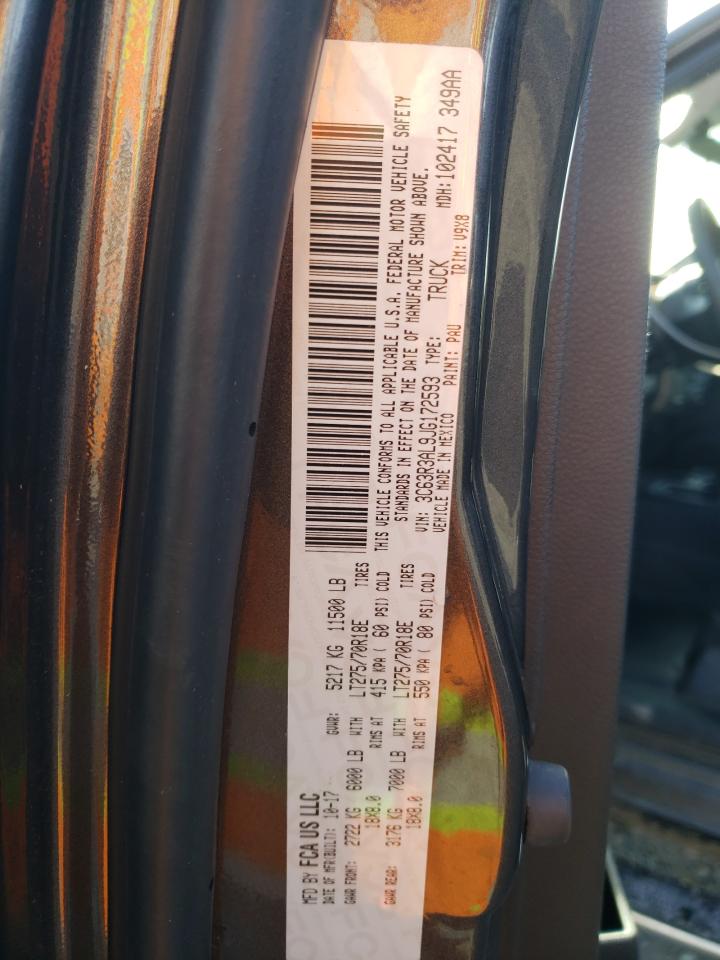 MFD BY FCA US LLC
DATE OF MFR(BUILT): 10-17 GVWR: 5217 KG 11500 LB
GAWR FRONT: 2722 KG 6000 LB WITH LT275/70R18E TIRES
18X8.0 RIMS AT 415 KPA ( 60 PSI) COLD
GAWR REAR: 3176 KG 7000 LB WITH LT275/70R18E TIRES
18X8.0 RIMS AT 550 KPA ( 80 PSI) COLD
THIS VEHICLE CONFORMS TO ALL APPLICABLE U.S.A. FEDERAL MOTOR VEHICLE SAFETY
STANDARDS IN EFFECT ON THE DATE OF MANUFACTURE SHOWN ABOVE.
VIN: 3C63R3AL9JG172593 TYPE: TRUCK MDH:102417 349AA
VEHICLE MADE IN MEXICO PAINT: PAU TRIM: V9X8